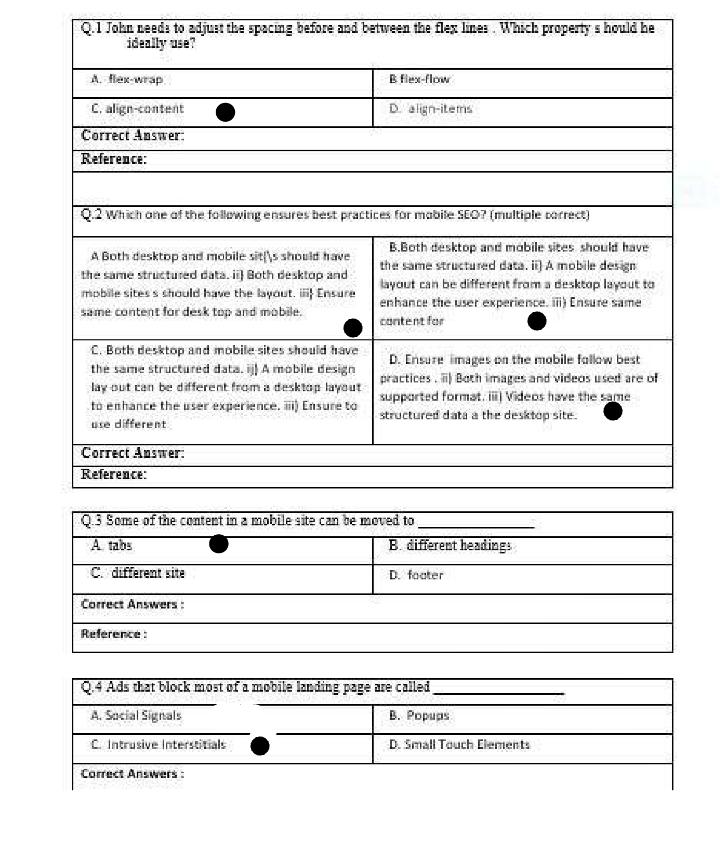 Q.1 John needs to adjust the spacing before and between the flex lines . Which property s hould he
ideally use?
A. flex-wrap
B flex-flow
C. align-content
D. align-items
Correct Answer:
Reference:
Q.2 Which one of the following ensures best practices for mobile SEO? (multiple correct)
A Both desktop and mobile sit(\s should have
the same structured data. ii) Both desktop and
mobile sites s should have the layout. iii) Ensure
same content for desk top and mobile.
B.Both desktop and mobile sites should have
the same structured data. ii) A mobile design
layout can be different from a desktop layout to
enhance the user experience. iii) Ensure same
content for
C. Both desktop and mobile sites should have
the same structured data. ij) A mobile design
lay out can be different from a desktop layout
to enhance the user experience. iii) Ensure to
use different
D. Ensure images on the mobile follow best
practices . ii) Both images and videos used are of
supported format. iii) Videos have the same
structured data a the desktop site.
Correct Answer:
Reference:
Q.3 Some of the content in a mobile site can be moved to ________________
A. tabs
B. different headings
C. different site
D. footer
Correct Answers :
Reference :
Q.4 Ads that block most of a mobile landing page are called __________________
A. Social Signals
B. Popups
C. Intrusive Interstitials
D. Small Touch Elements
Correct Answers :